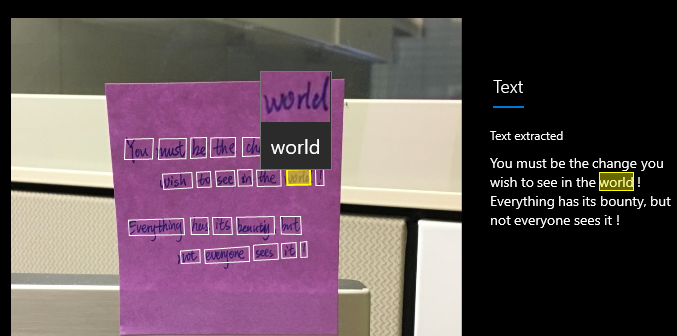 world
world
You must be the
wish to see in the world !
Everything has its beauty but
not everyone sees it !
Text
Text extracted
You must be the change you
wish to see in the world !
Everything has its bounty, but
not everyone sees it !